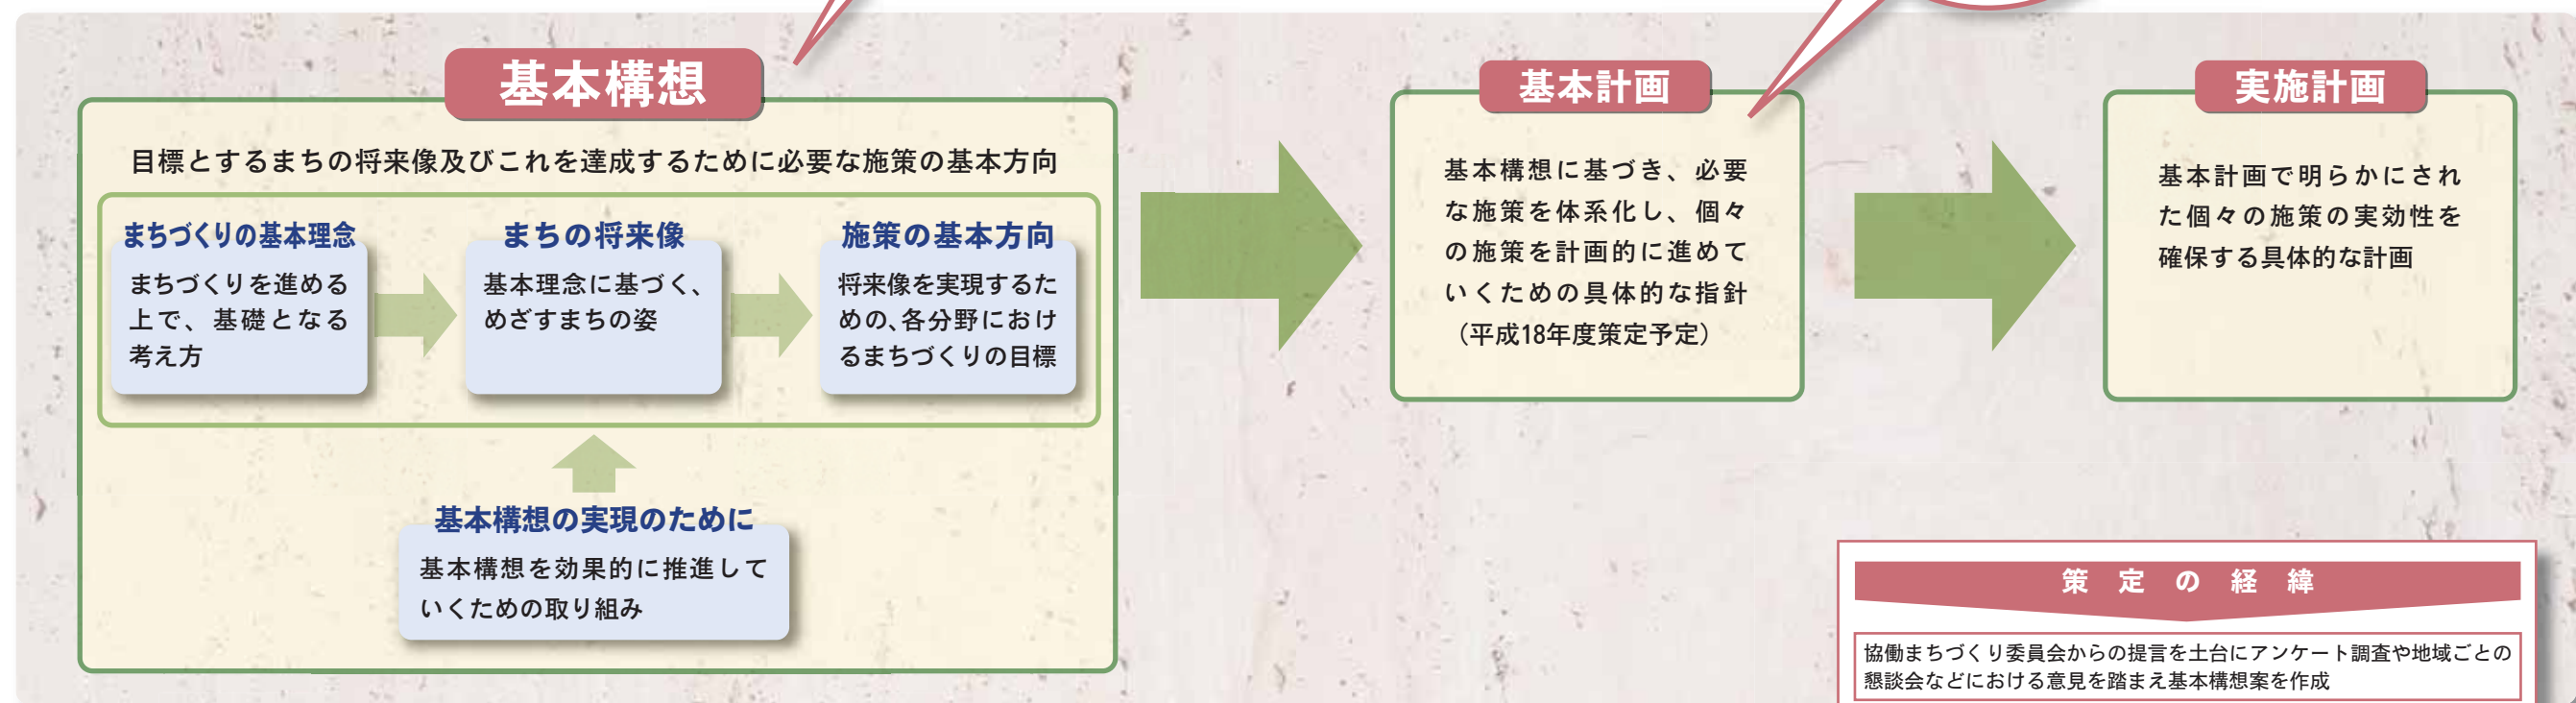 基本構想
目標とするまちの将来像及びこれを達成するために必要な施策の基本方向
まちづくりの基本理念
まちづくりを進める
上で、基礎となる
考え方
まちの将来像
基本理念に基づく、
めざすまちの姿
施策の基本方向
将来像を実現するた
めの、各分野におけ
るまちづくりの目標
基本構想の実現のために
基本構想を効果的に推進して
いくための取り組み
基本計画
基本構想に基づき、必要
な施策を体系化し、個々
の施策を計画的に進めて
いくための具体的な指針
（平成18年度策定予定）
実施計画
基本計画で明らかにされ
た個々の施策の実効性を
確保する具体的な計画
策定の経緯
協働まちづくり委員会からの提言を土台にアンケート調査や地域ごとの
懇談会などにおける意見を踏まえ基本構想案を作成